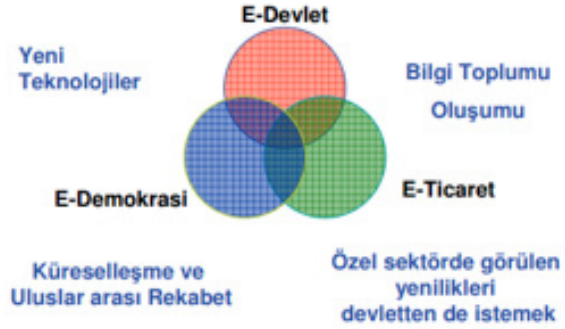 E-Devlet
Yeni
Teknolojiler
Bilgi Toplumu
Oluşumu
E-Demokrasi
E-Ticaret
Küreselleşme ve
Uluslar arası Rekabet
Özel sektörde görülen
yenilikleri
devletten de istemek